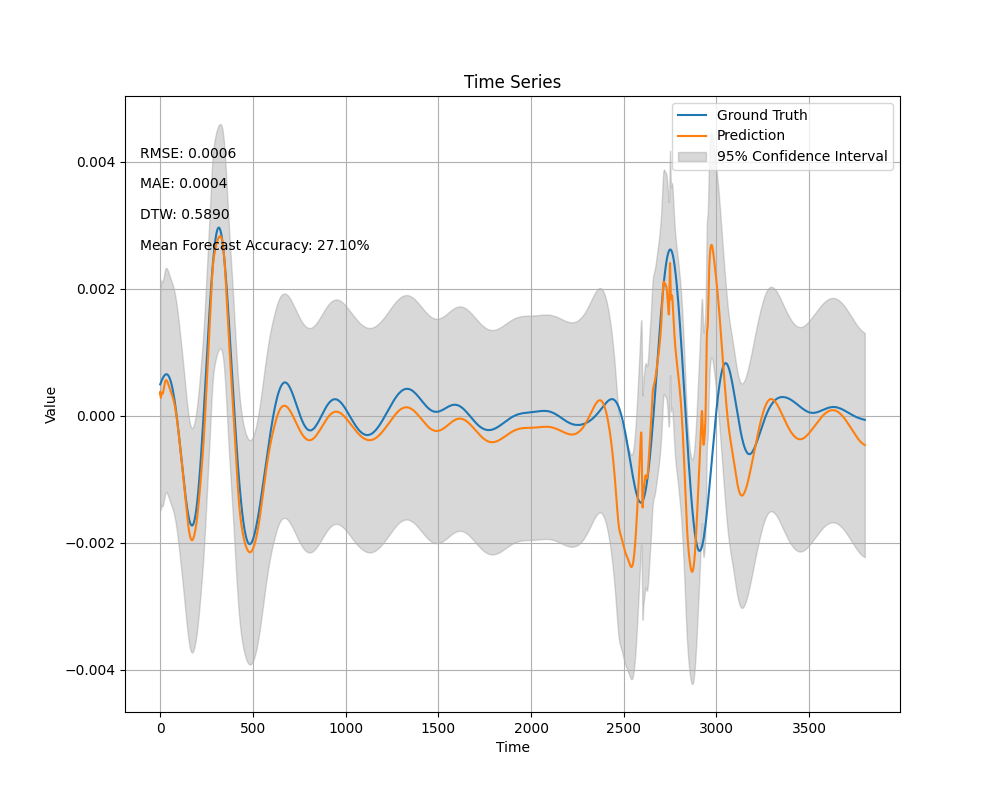 Time Series
Ground Truth
Prediction
95% Confidence Interval
RMSE: 0.0006
MAE: 0.0004
DTW: 0.5890
Mean Forecast Accuracy: 27.10%
Value
0.004
0.002
0.000
−0.002
−0.004
0 500 1000 1500 2000 2500 3000 3500
Time